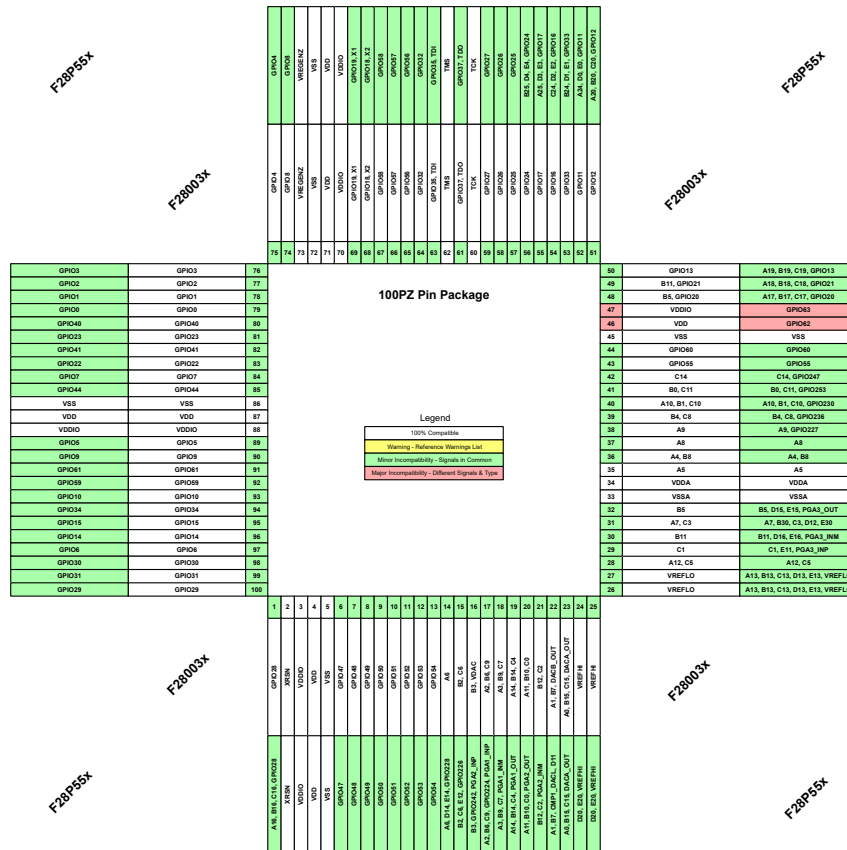 F28P55x
F28P55x
F28003x
F28003x
GPIO4
GPIO8
VREGENZ
VSS
VDD
VDDIO
GPIO19, X1
GPIO18, X2
GPIO58
GPIO57
GPIO56
GPIO32
GPIO35, TDI
TMS
GPIO37, TDO
TCK
GPIO27
GPIO26
GPIO25
B25, D4, E4, GPIO24
A25, D3, E3, GPIO17
C24, D2, E2, GPIO16
B24, D1, E1, GPIO33
A24, D0, E0, GPIO11
A20, B20, C20, GPIO12
GPIO4
GPIO8
VREGENZ
VSS
VDD
VDDIO
GPIO19, X1
GPIO18, X2
GPIO58
GPIO57
GPIO56
GPIO32
GPIO35, TDI
TMS
GPIO37, TDO
TCK
GPIO27
GPIO26
GPIO25
GPIO24
GPIO17
GPIO16
GPIO33
GPIO11
GPIO12
75 74 73 72 71 70 69 68 67 66 65 64 63 62 61 60 59 58 57 56 55 54 53 52 51
GPIO3 GPIO3 76
GPIO2 GPIO2 77
GPIO1 GPIO1 78
GPIO0 GPIO0 79
GPIO40 GPIO40 80
GPIO23 GPIO23 81
GPIO41 GPIO41 82
GPIO22 GPIO22 83
GPIO7 GPIO7 84
GPIO44 GPIO44 85
VSS VSS 86
VDD VDD 87
VDDIO VDDIO 88
GPIO5 GPIO5 89
GPIO9 GPIO9 90
GPIO61 GPIO61 91
GPIO59 GPIO59 92
GPIO10 GPIO10 93
GPIO34 GPIO34 94
GPIO15 GPIO15 95
GPIO14 GPIO14 96
GPIO6 GPIO6 97
GPIO30 GPIO30 98
GPIO31 GPIO31 99
GPIO29 GPIO29 100
100PZ Pin Package
Legend
100% Compatible
Warning - Reference Warnings List
Minor Incompatibility - Signals in Common
Major Incompatibility - Different Signals & Type
50 GPIO13 A19, B19, C19, GPIO13
49 B11, GPIO21 A18, B18, C18, GPIO21
48 B5, GPIO20 A17, B17, C17, GPIO20
47 VDDIO GPIO63
46 VDD GPIO62
45 VSS VSS
44 GPIO60 GPIO60
43 GPIO55 GPIO55
42 C14 C14, GPIO247
41 B0, C11 B0, C11, GPIO253
40 A10, B1, C10 A10, B1, C10, GPIO230
39 B4, C8 B4, C8, GPIO236
38 A9 A9, GPIO227
37 A8 A8
36 A4, B8 A4, B8
35 A5 A5
34 VDDA VDDA
33 VSSA VSSA
32 B5 B5, D15, E15, PGA3_OUT
31 A7, C3 A7, B30, C3, D12, E30
30 B11 B11, D16, E16, PGA3_INM
29 C1 C1, E11, PGA3_INP
28 A12, C5 A12, C5
27 VREFLO A13, B13, C13, D13, E13, VREFLO
26 VREFLO A13, B13, C13, D13, E13, VREFLO
1 2 3 4 5 6 7 8 9 10 11 12 13 14 15 16 17 18 19 20 21 22 23 24 25
GPIO28
XRSN
VDDIO
VDD
VSS
GPIO47
GPIO48
GPIO49
GPIO50
GPIO51
GPIO52
GPIO53
GPIO54
A6
B2, C6
B3, VDAC
A2, B6, C9
A3, B9, C7
A14, B14, C4
A11, B10, C0
B12, C2
A1, B7, DACB_OUT
A0, B15, C15, DACA_OUT
VREFHI
VREFHI
A16, B16, C16, GPIO28
XRSN
VDDIO
VDD
VSS
GPIO47
GPIO48
GPIO49
GPIO50
GPIO51
GPIO52
GPIO53
GPIO54
A6, D14, E14, GPIO228
B2, C6, E12, GPIO226
B3, GPIO242, PGA2_INP
A2, B6, C9, GPIO224, PGA1_INP
A3, B9, C7, PGA1_INM
A14, B14, C4, PGA1_OUT
A11, B10, C0, PGA2_OUT
B12, C2, PGA2_INM
A1, B7, CMP1_DACL, D11
A0, B15, C15, DACA_OUT
D20, E20, VREFHI
D20, E20, VREFHI
F28003x
F28003x
F28P55x
F28P55x